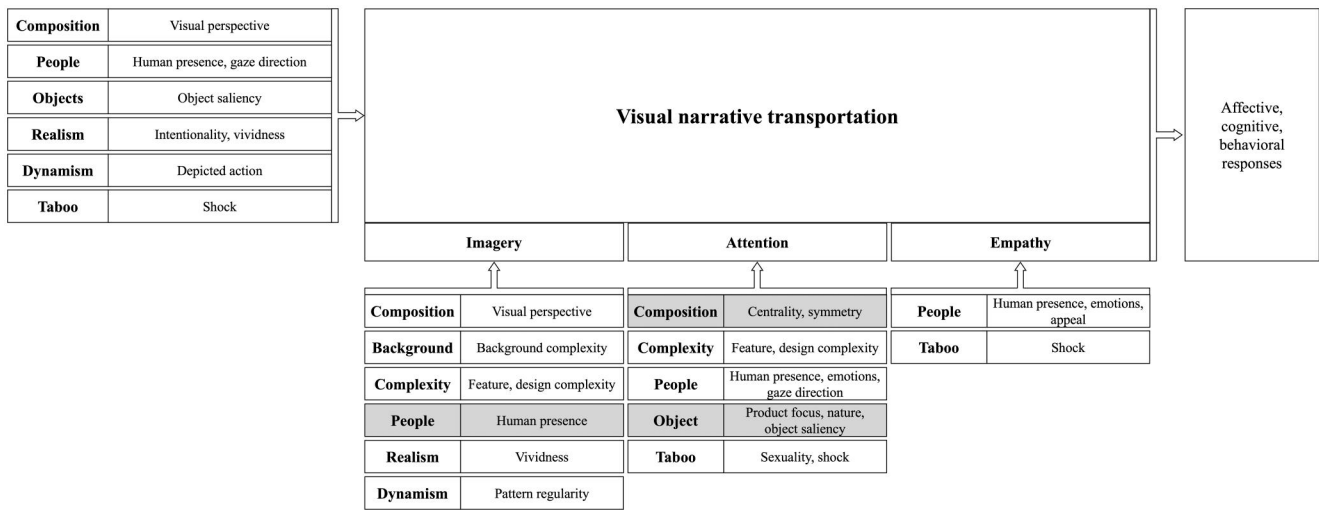 Composition Visual perspective
People Human presence, gaze direction
Objects Object saliency
Realism Intentionality, vividness
Dynamism Depicted action
Taboo Shock
Visual narrative transportation
Affective,
cognitive,
behavioral
responses
Imagery
Attention
Empathy
Composition Visual perspective
Background Background complexity
Complexity Feature, design complexity
People Human presence
Realism Vividness
Dynamism Pattern regularity
Composition Centrality, symmetry
Complexity Feature, design complexity
People Human presence, emotions,
gaze direction
Object Product focus, nature,
object saliency
Taboo Sexuality, shock
People Human presence, emotions,
appeal
Taboo Shock